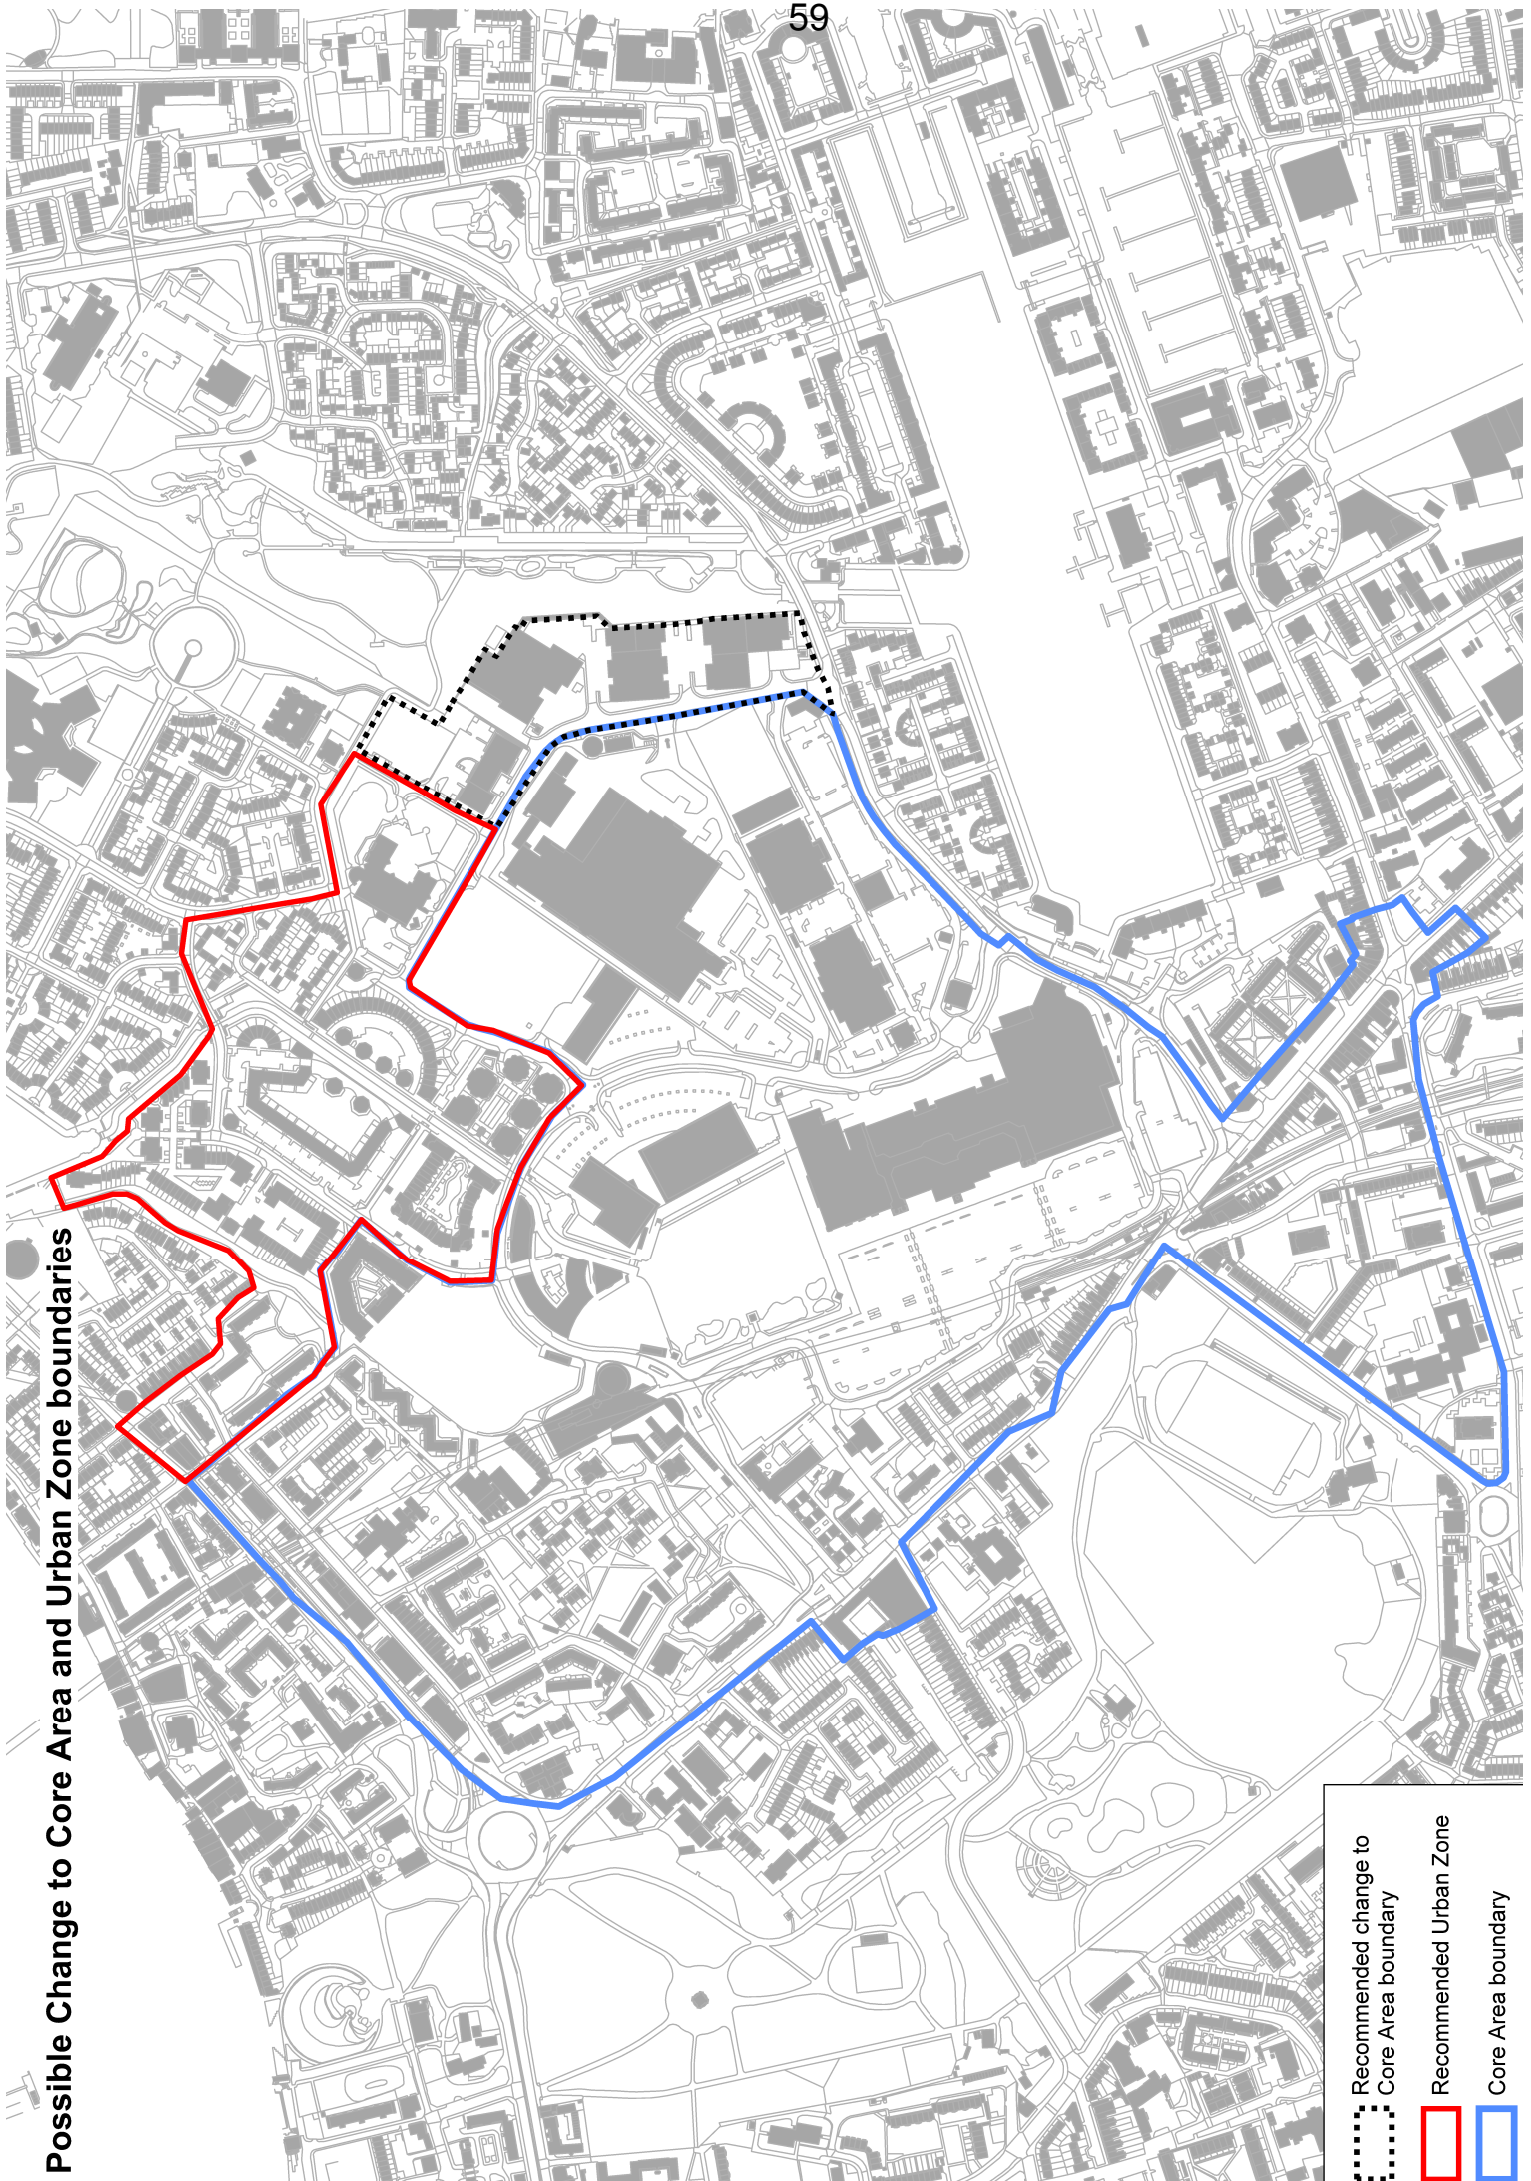 59
Possible Change to Core Area and Urban Zone boundaries
Recommended change to
Core Area boundary
Recommended Urban Zone
Core Area boundary